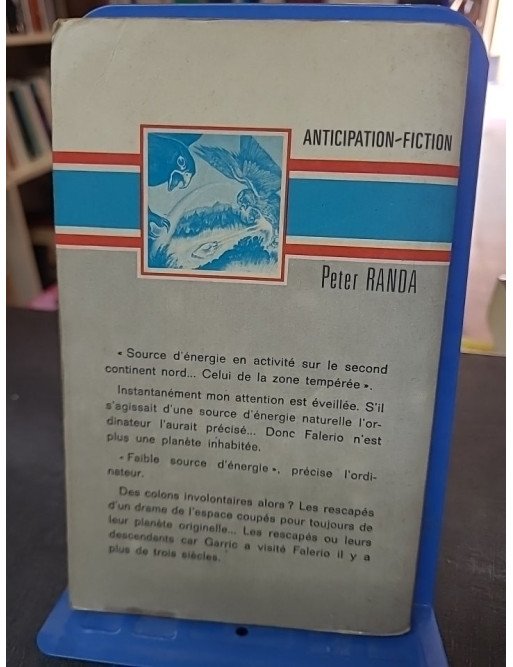 ANTICIPATION-FICTION
Peter RANDA
« Source d'énergie en activité sur le second
continent nord... Celui de la zone tempérée ».
Instantanément mon attention est éveillée. S'il
s'agissait d'une source d'énergie naturelle l'or-
dinateur l'aurait précisé... Donc Falerio n'est
plus une planète inhabitée.
« Faible source d'énergie », précise l'ordi-
nateur.
Des colons involontaires alors ? Les rescapés
d'un drame de l'espace coupés pour toujours de
leur planète originelle... Les rescapés ou leurs
descendants car Garric a visité Falerio il y a
plus de trois siècles.